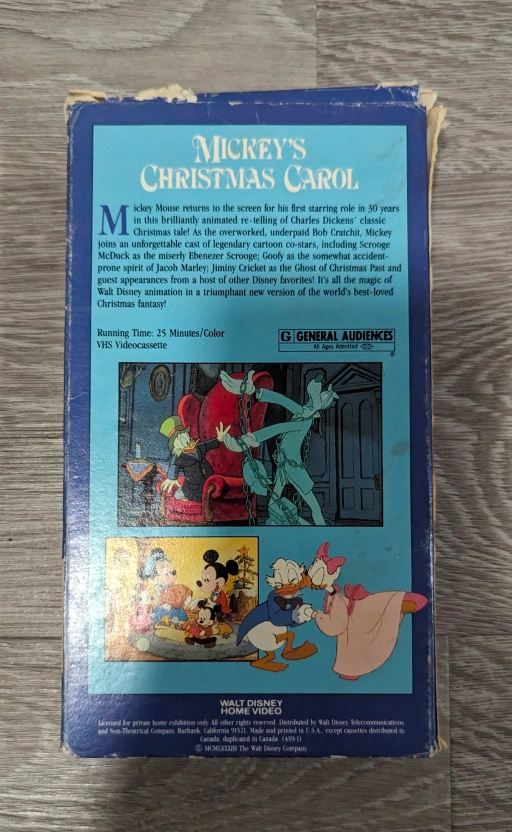 MICKEY'S
CHRISTMAS CAROL
Mickey Mouse returns to the screen for his first starring role in 30 years
in this brilliantly animated re-telling of Charles Dickens' classic
Christmas tale! As the overworked, underpaid Bob Cratchit, Mickey
joins an unforgettable cast of legendary cartoon co-stars, including Scrooge
McDuck as the miserly Ebenezer Scrooge; Goofy as the somewhat accident-
prone spirit of Jacob Marley; Jiminy Cricket as the Ghost of Christmas Past and
guest appearances from a host of other Disney favorites! It's all the magic of
Walt Disney animation in a triumphant new version of the world's best-loved
Christmas fantasy!
Running Time: 25 Minutes/Color
VHS Videocassette
G GENERAL AUDIENCES
All Ages Admitted
®
WALT DISNEY
HOME VIDEO
Licensed for private home exhibition only. All other rights reserved. Distributed by Walt Disney Telecommunications
and Non-Theatrical Company, Burbank, California 91521. Made and printed in U.S.A., except cassettes distributed in
Canada, duplicated in Canada. (459-1)
© MCMLXXXIII The Walt Disney Company